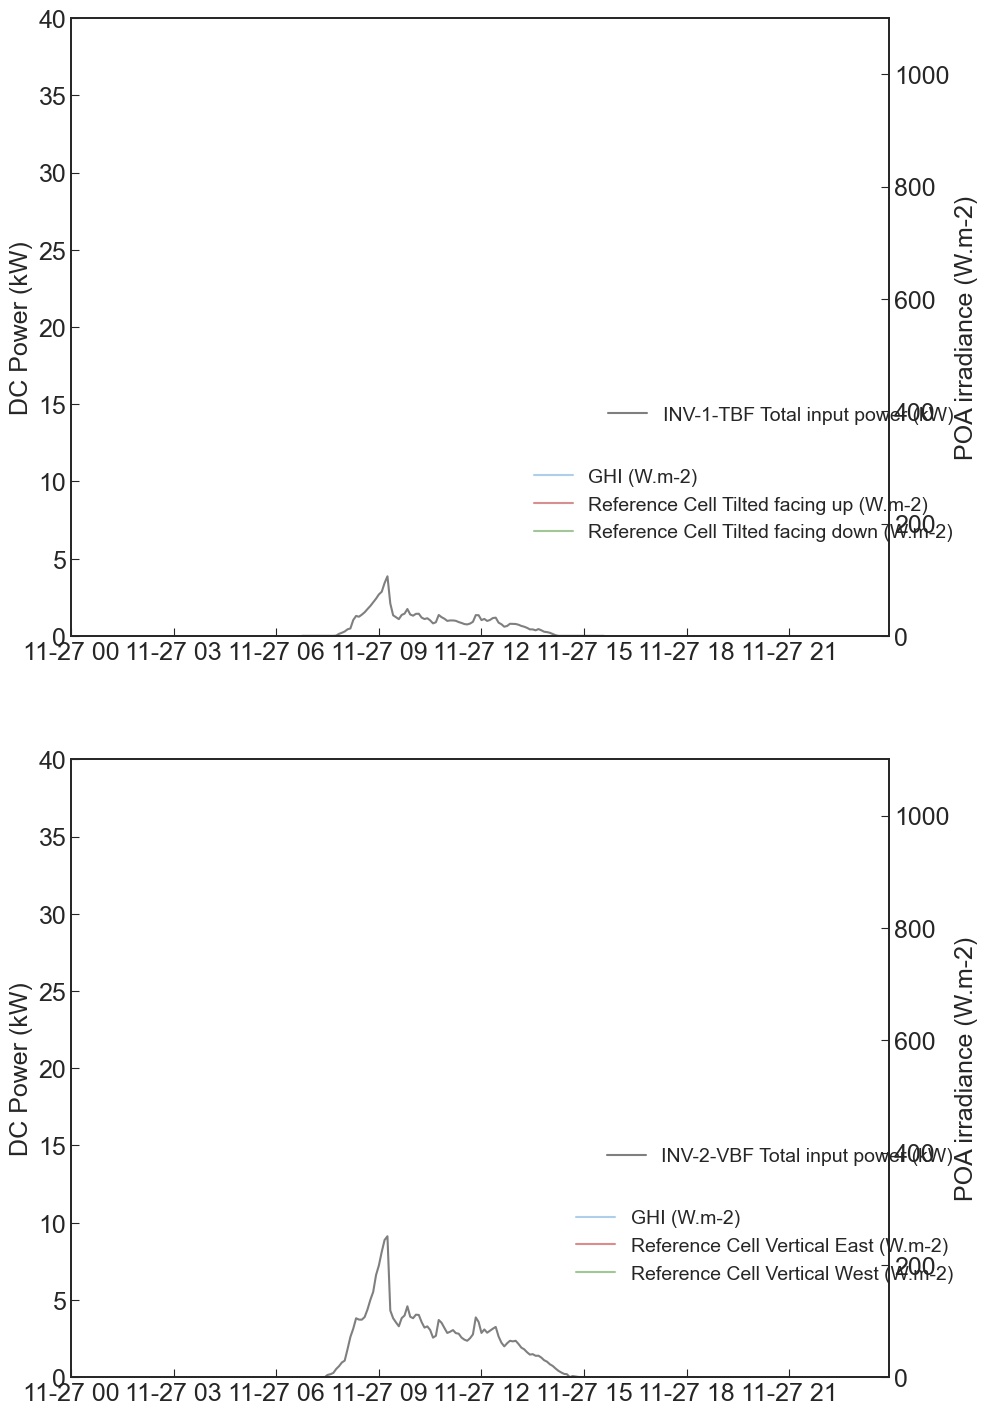 40
35
30
25
20
15
10
5
0
DC Power (kW)
1000
800
600
400
200
0
POA irradiance (W.m-2)
INV-1-TBF Total input power (kW)
GHI (W.m-2)
Reference Cell Tilted facing up (W.m-2)
Reference Cell Tilted facing down (W.m-2)
11-27 00 11-27 03 11-27 06 11-27 09 11-27 12 11-27 15 11-27 18 11-27 21
40
35
30
25
20
15
10
5
0
DC Power (kW)
1000
800
600
400
200
0
POA irradiance (W.m-2)
INV-2-VBF Total input power (kW)
GHI (W.m-2)
Reference Cell Vertical East (W.m-2)
Reference Cell Vertical West (W.m-2)
11-27 00 11-27 03 11-27 06 11-27 09 11-27 12 11-27 15 11-27 18 11-27 21